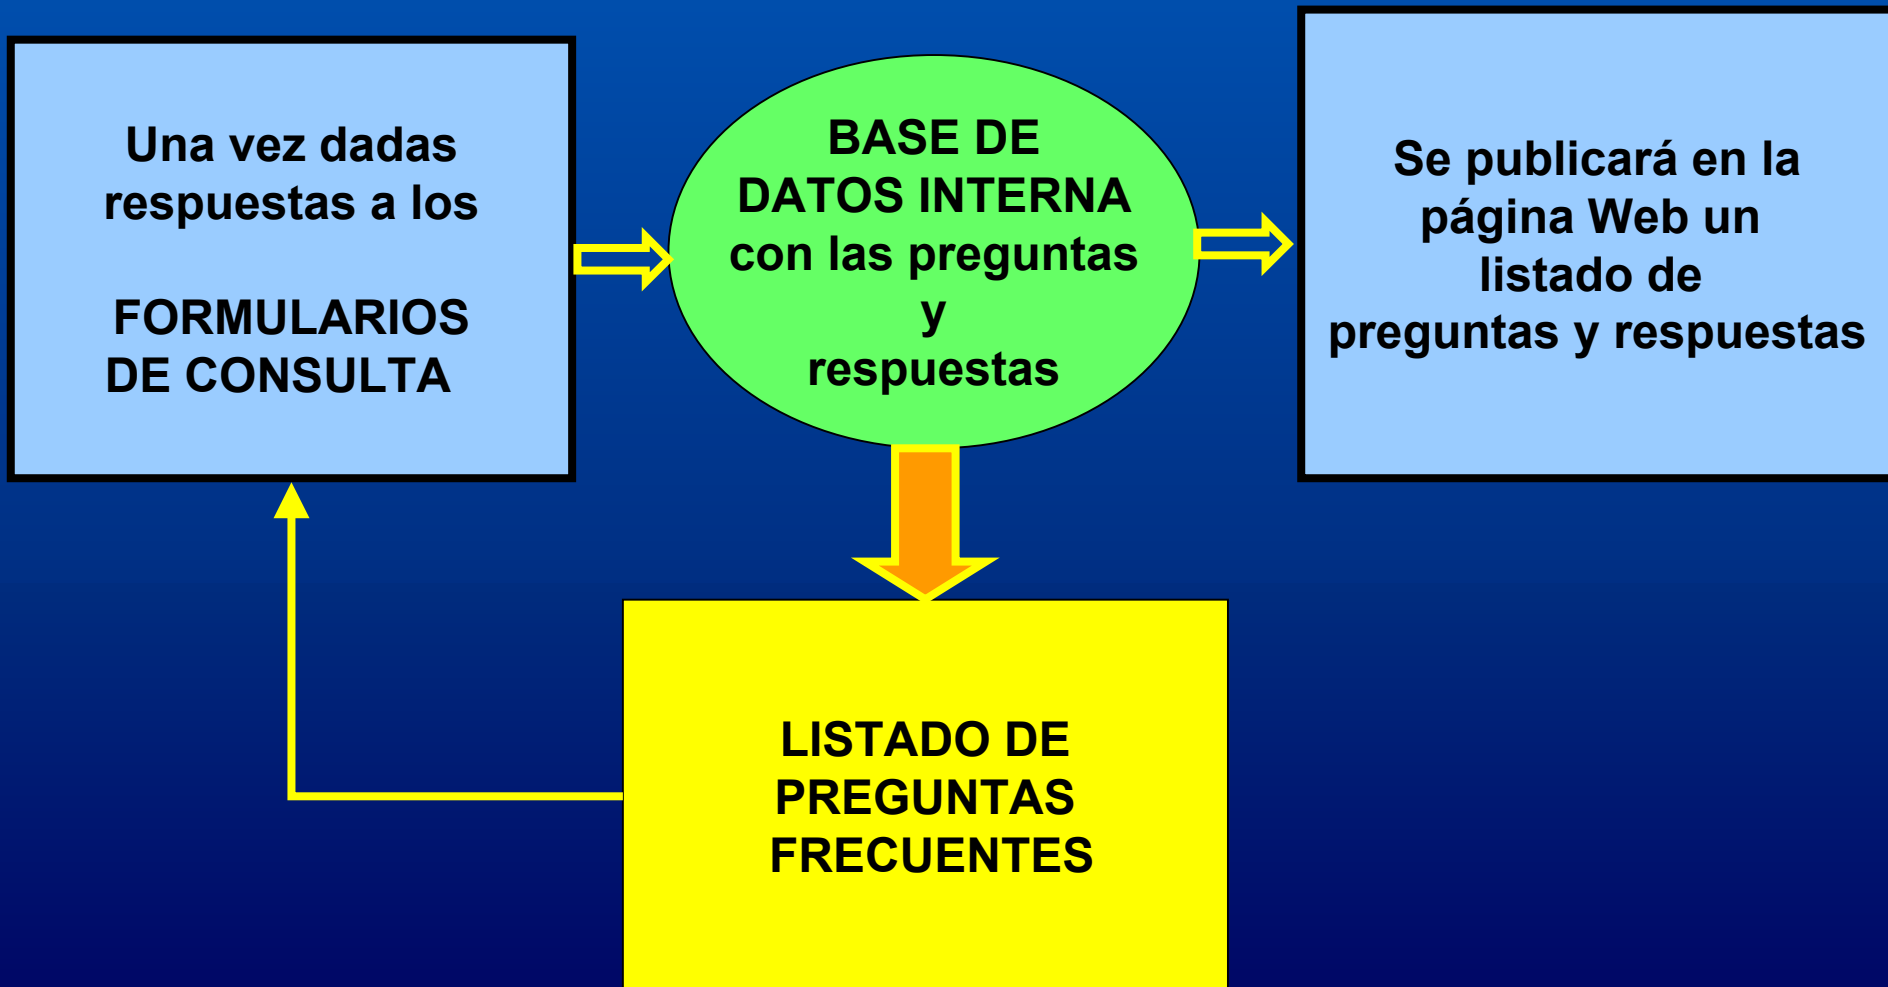 Una vez dadas
respuestas a los
FORMULARIOS
DE CONSULTA
BASE DE
DATOS INTERNA
con las preguntas
y
respuestas
Se publicará en la
página Web un
listado de
preguntas y respuestas
LISTADO DE
PREGUNTAS
FRECUENTES